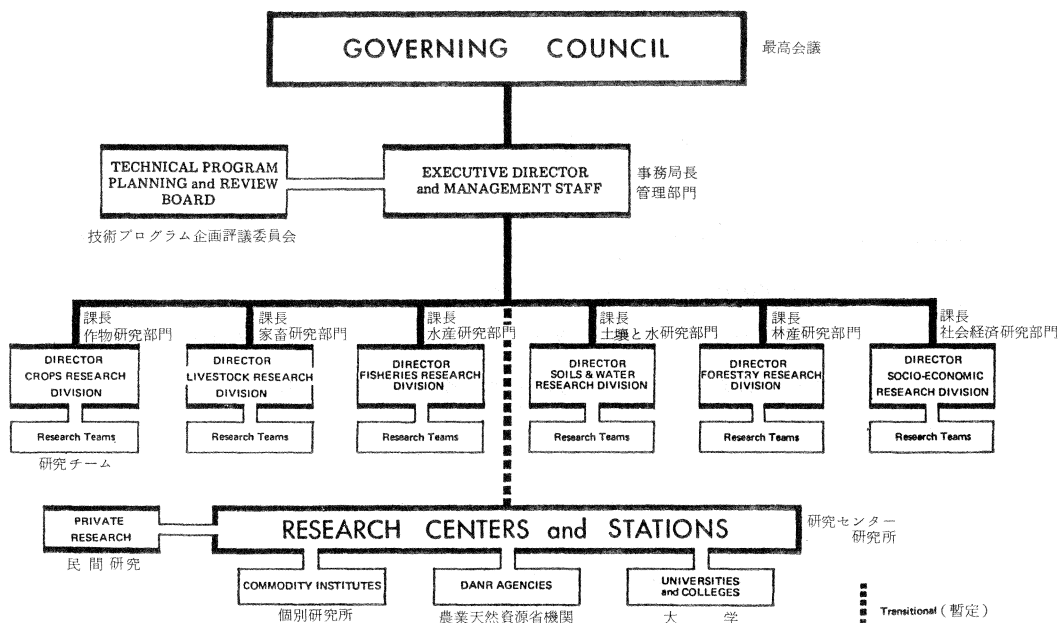 GOVERNING COUNCIL
最高会議
TECHNICAL PROGRAM
PLANNING and REVIEW
BOARD
技術プログラム企画評議委員会
EXECUTIVE DIRECTOR
and MANAGEMENT STAFF
事務局長
管理部門
課長
作物研究部門
課長
家畜研究部門
課長
水産研究部門
課長
土壌と水研究部門
課長
林産研究部門
課長
社会経済研究部門
DIRECTOR
CROPS RESEARCH
DIVISION
DIRECTOR
LIVESTOCK RESEARCH
DIVISION
DIRECTOR
FISHERIES RESEARCH
DIVISION
DIRECTOR
SOILS & WATER
RESEARCH DIVISION
DIRECTOR
FORESTRY RESEARCH
DIVISION
DIRECTOR
SOCIO-ECONOMIC
RESEARCH DIVISION
Research Teams
Research Teams
Research Teams
Research Teams
Research Teams
Research Teams
研究チーム
PRIVATE
RESEARCH
民間研究
RESEARCH CENTERS and STATIONS
研究センター
研究所
COMMODITY INSTITUTES
個別研究所
DANR AGENCIES
農業天然資源省機関
UNIVERSITIES
and COLLEGES
大 学
Transitional (暫定)